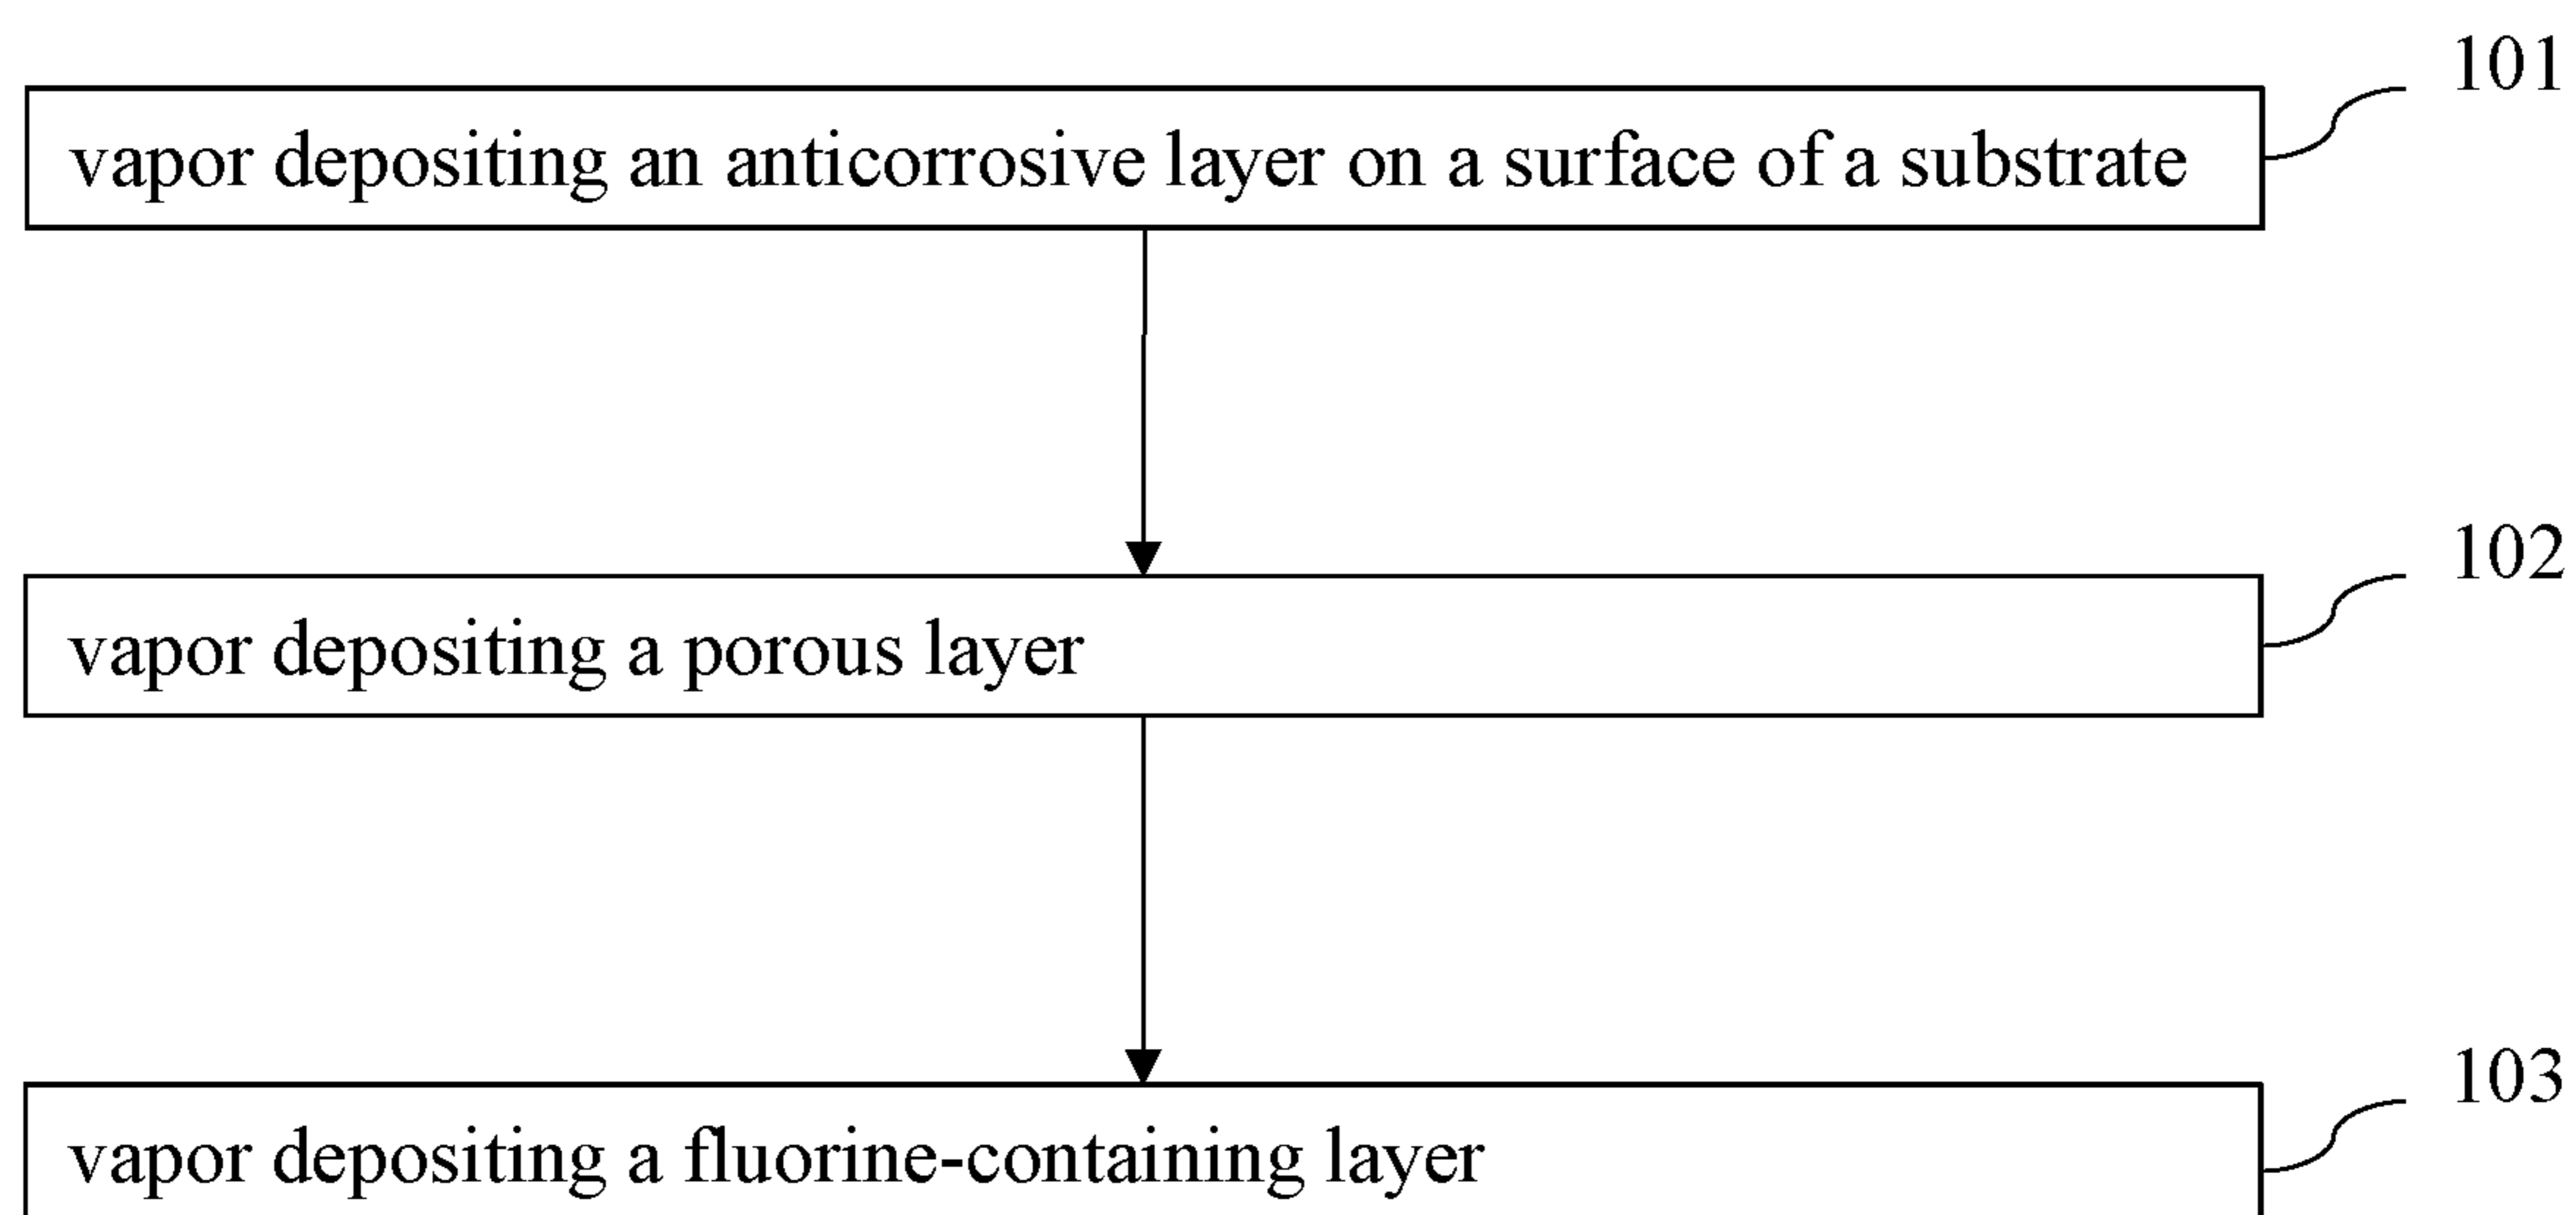 101
vapor depositing an anticorrosive layer on a surface of a substrate
102
vapor depositing a porous layer
103
vapor depositing a fluorine-containing layer